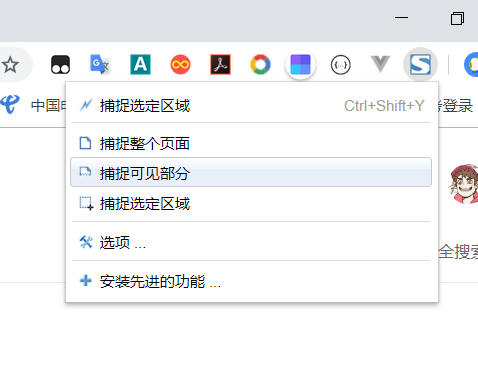 中国电
捕捉选定区域 Ctrl+Shift+Y
登录
捕捉整个页面
捕捉可见部分
捕捉选定区域
选项 ...
全搜索
安装先进的功能 ...